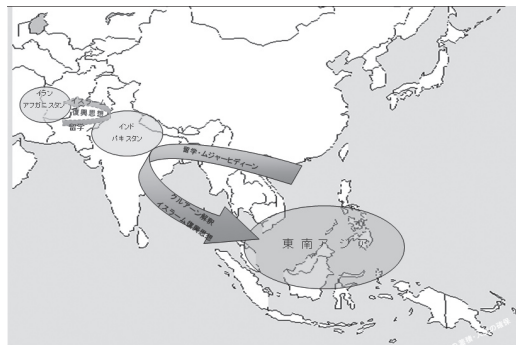 イラン
アフガニスタン
イスラーム
復興思想
留学
インド
パキスタン
留学・ムジャーヒディーン
クルアーン解釈
イスラーム復興思想
東南アジア